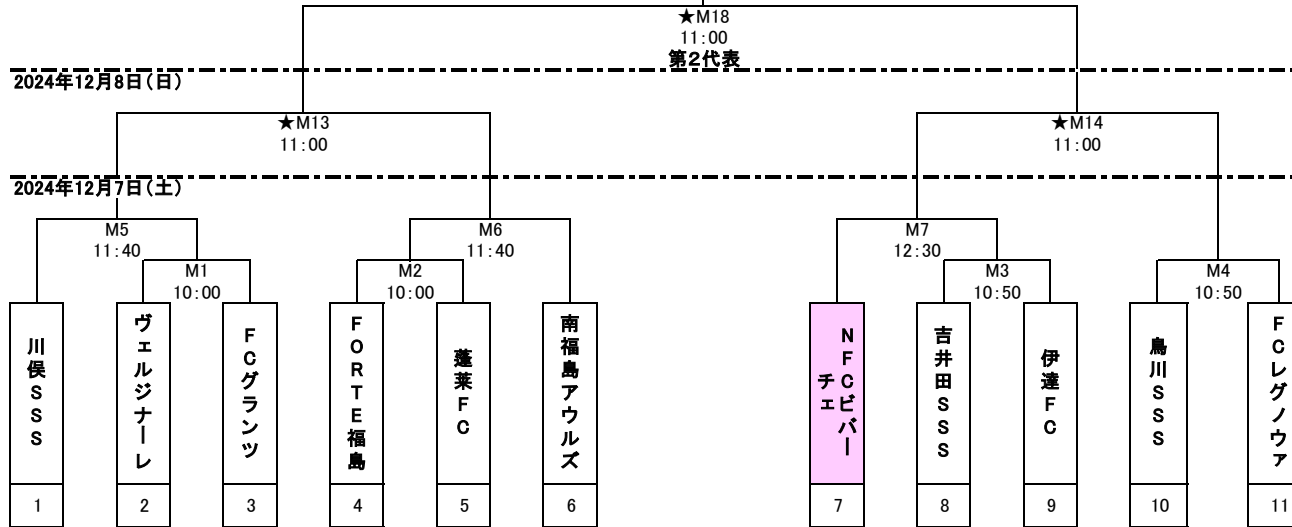 ★M18
11:00
第2代表
2024年12月8日(日)
★M13
11:00
★M14
11:00
2024年12月7日(土)
M5
11:40
M6
11:40
M7
12:30
M1
10:00
M2
10:00
M3
10:50
M4
10:50
川俣SSS
ヴェルジナーレ
FCグランツ
FORTE福島
蓬莱FC
南福島アウルズ
NFCビバーチェ
吉井田SSS
伊達FC
鳥川SSS
FCレグノウァ
1
2
3
4
5
6
7
8
9
10
11